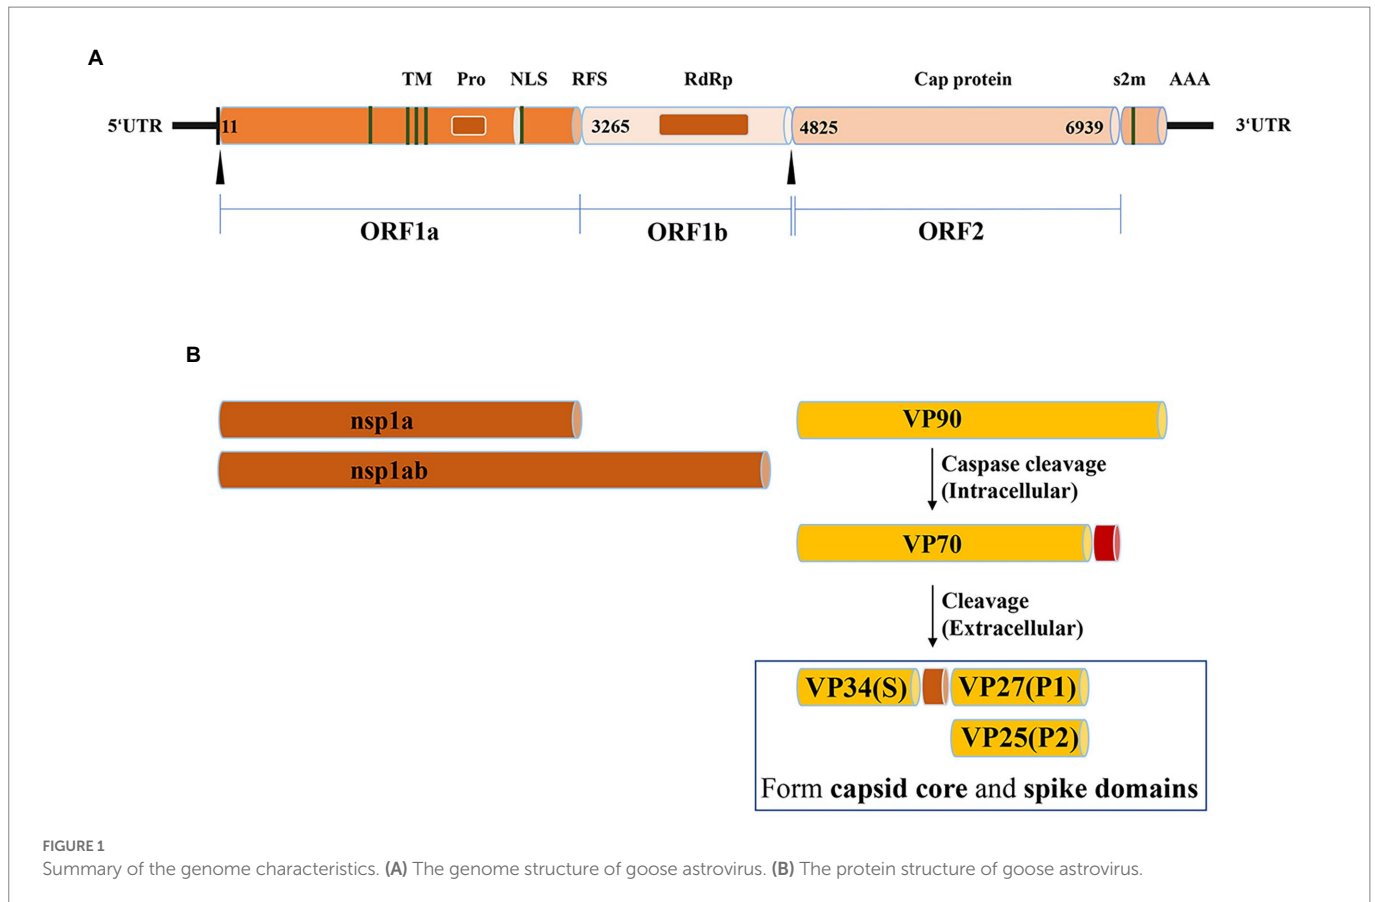 A
TM Pro NLS RFS RdRp Cap protein s2m AAA
5‘UTR 11 3265 4825 6939 3‘UTR
ORF1a ORF1b ORF2
B
nsp1a
nsp1ab
VP90
Caspase cleavage
(Intracellular)
VP70
Cleavage
(Extracellular)
VP34(S) VP27(P1)
VP25(P2)
Form capsid core and spike domains
FIGURE 1
Summary of the genome characteristics. (A) The genome structure of goose astrovirus. (B) The protein structure of goose astrovirus.